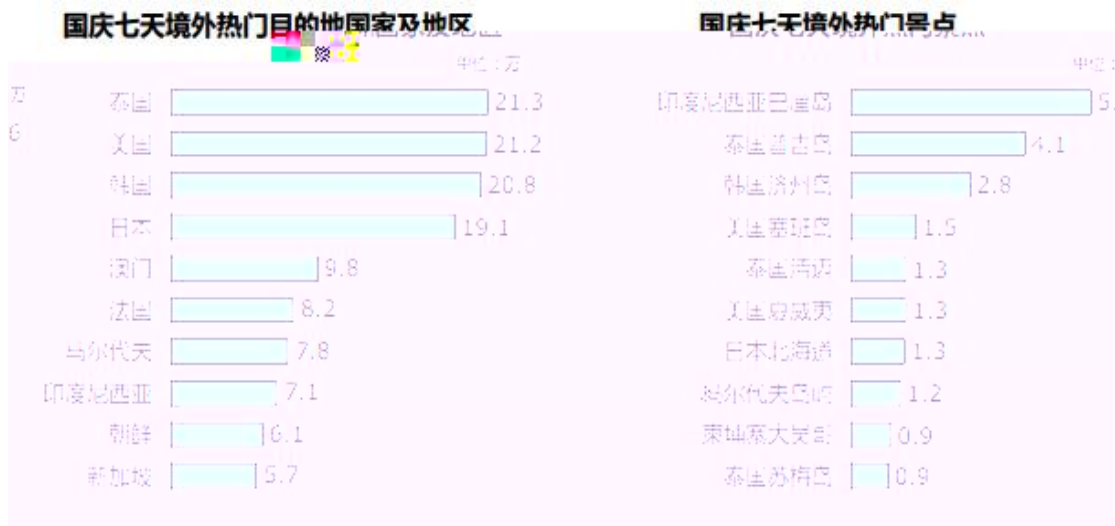 国庆七天境外热门目的地国家及地区
单位：万
泰国 21.3
美国 21.2
韩国 20.8
日本 19.1
澳门 9.8
法国 8.2
马尔代夫 7.8
印度尼西亚 7.1
朝鲜 6.1
新加坡 5.7
国庆七天境外热门景点
单位：
印度尼西亚巴厘岛 5.
泰国普吉岛 4.1
韩国济州岛 2.8
美国塞班岛 1.5
泰国清迈 1.3
美国夏威夷 1.3
日本北海道 1.3
马尔代夫岛屿 1.2
柬埔寨大吴哥 0.9
泰国苏梅岛 0.9